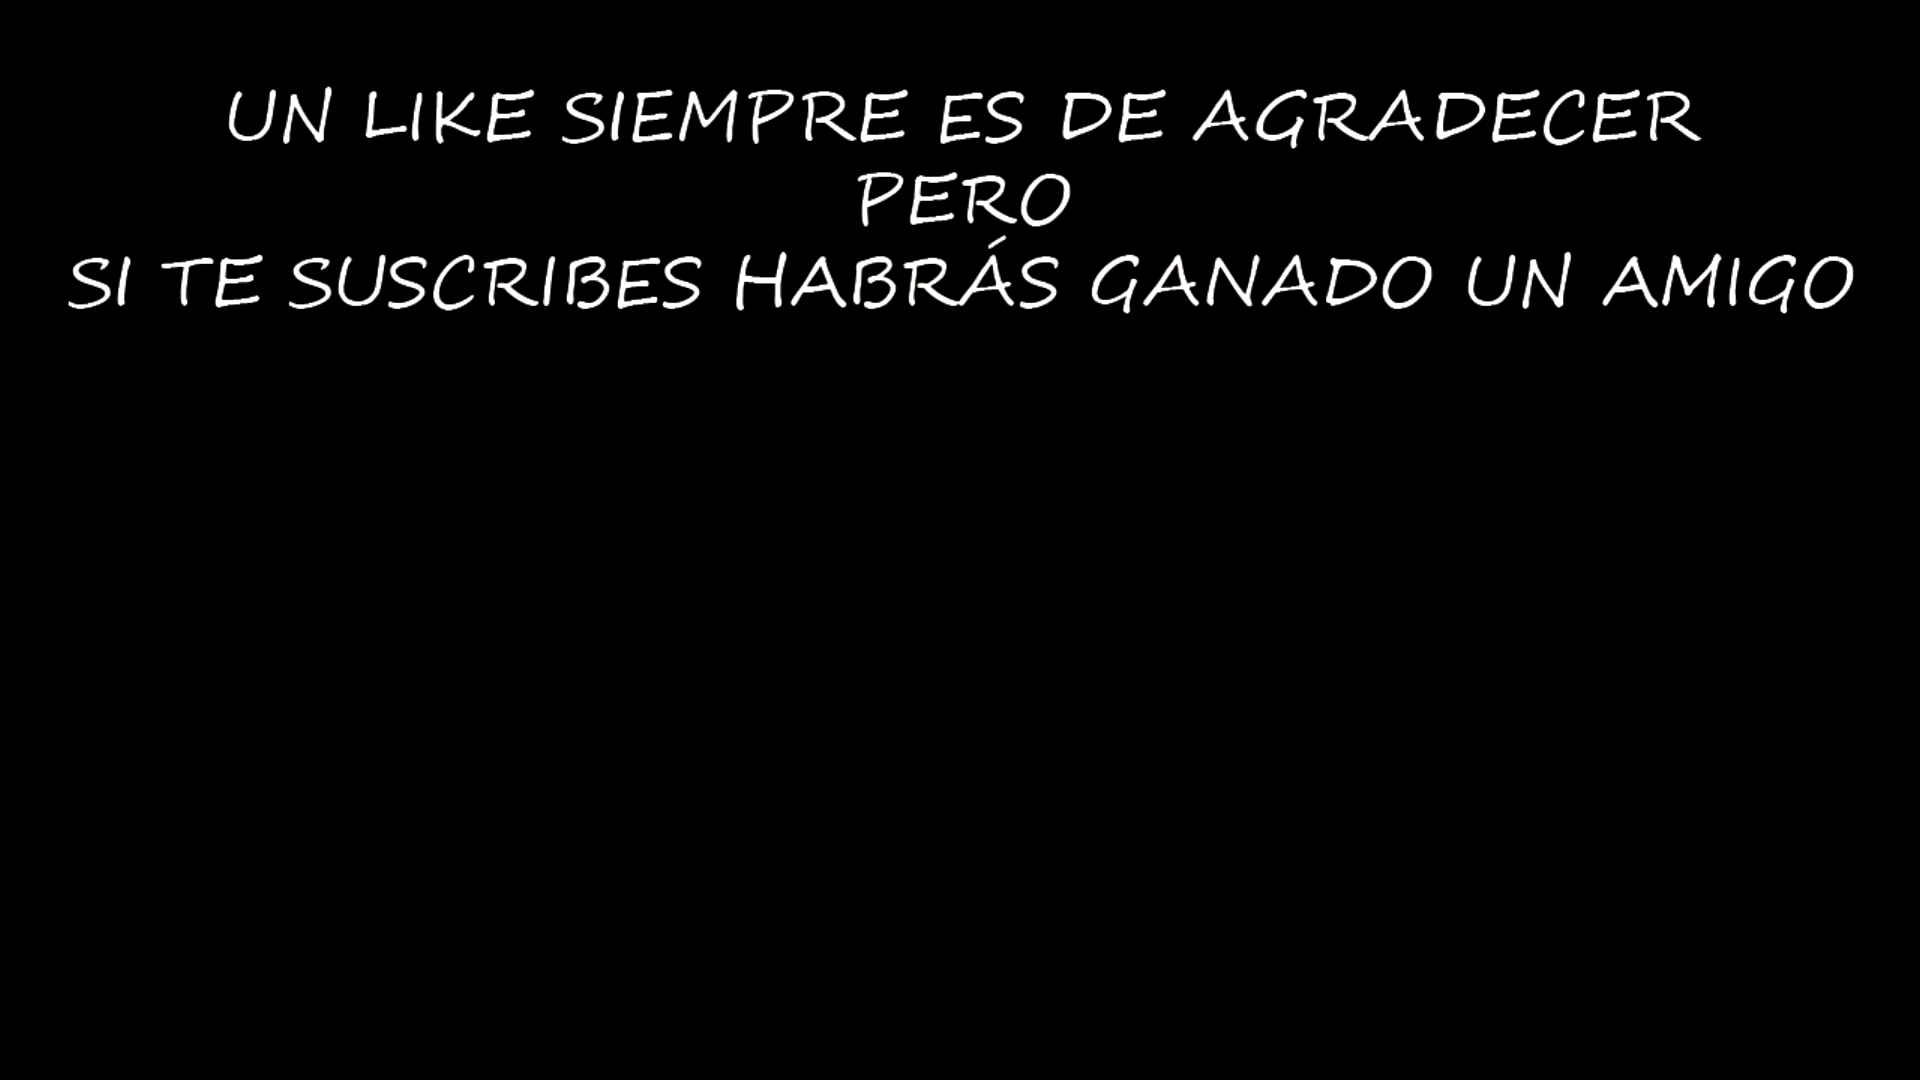 UN LIKE SIEMPRE ES DE AGRADECER
PERO
SI TE SUSCRIBES HABRÁS GANADO UN AMIGO